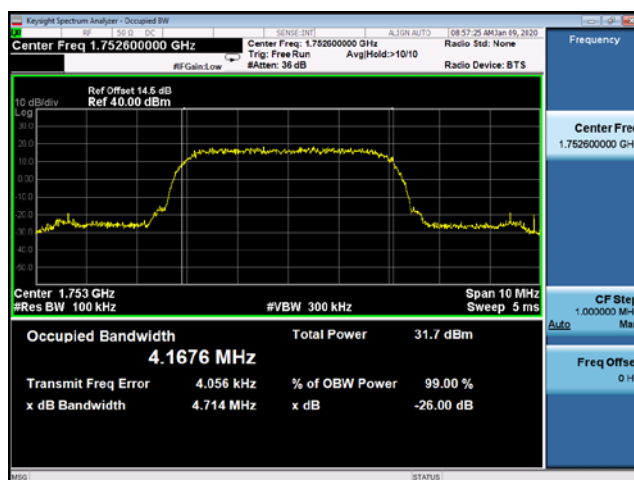 Keysight Spectrum Analyzer - Occupied BW
RF 50 Ω DC SENSE:INT ALIGN AUTO 08:57:25 AM Jan 09, 2020
Center Freq 1.752600000 GHz Center Freq: 1.752600000 GHz Radio Std: None Frequency
Trig: Free Run Avg|Hold:>10/10
#IFGain:Low #Atten: 36 dB Radio Device: BTS
Ref Offset 14.5 dB
10 dB/div Ref 40.00 dBm
Log
30.0
20.0
10.0
0.00
-10.0
-20.0
-30.0
-40.0
-50.0
Center Fre
1.752600000 GH
Center 1.753 GHz Span 10 MHz
#Res BW 100 kHz #VBW 300 kHz Sweep 5 ms
CF Step
1.000000 MH
Auto Ma
Occupied Bandwidth Total Power 31.7 dBm
4.1676 MHz
Freq Offse
0 H
Transmit Freq Error 4.056 kHz % of OBW Power 99.00 %
x dB Bandwidth 4.714 MHz x dB -26.00 dB
MSG STATUS